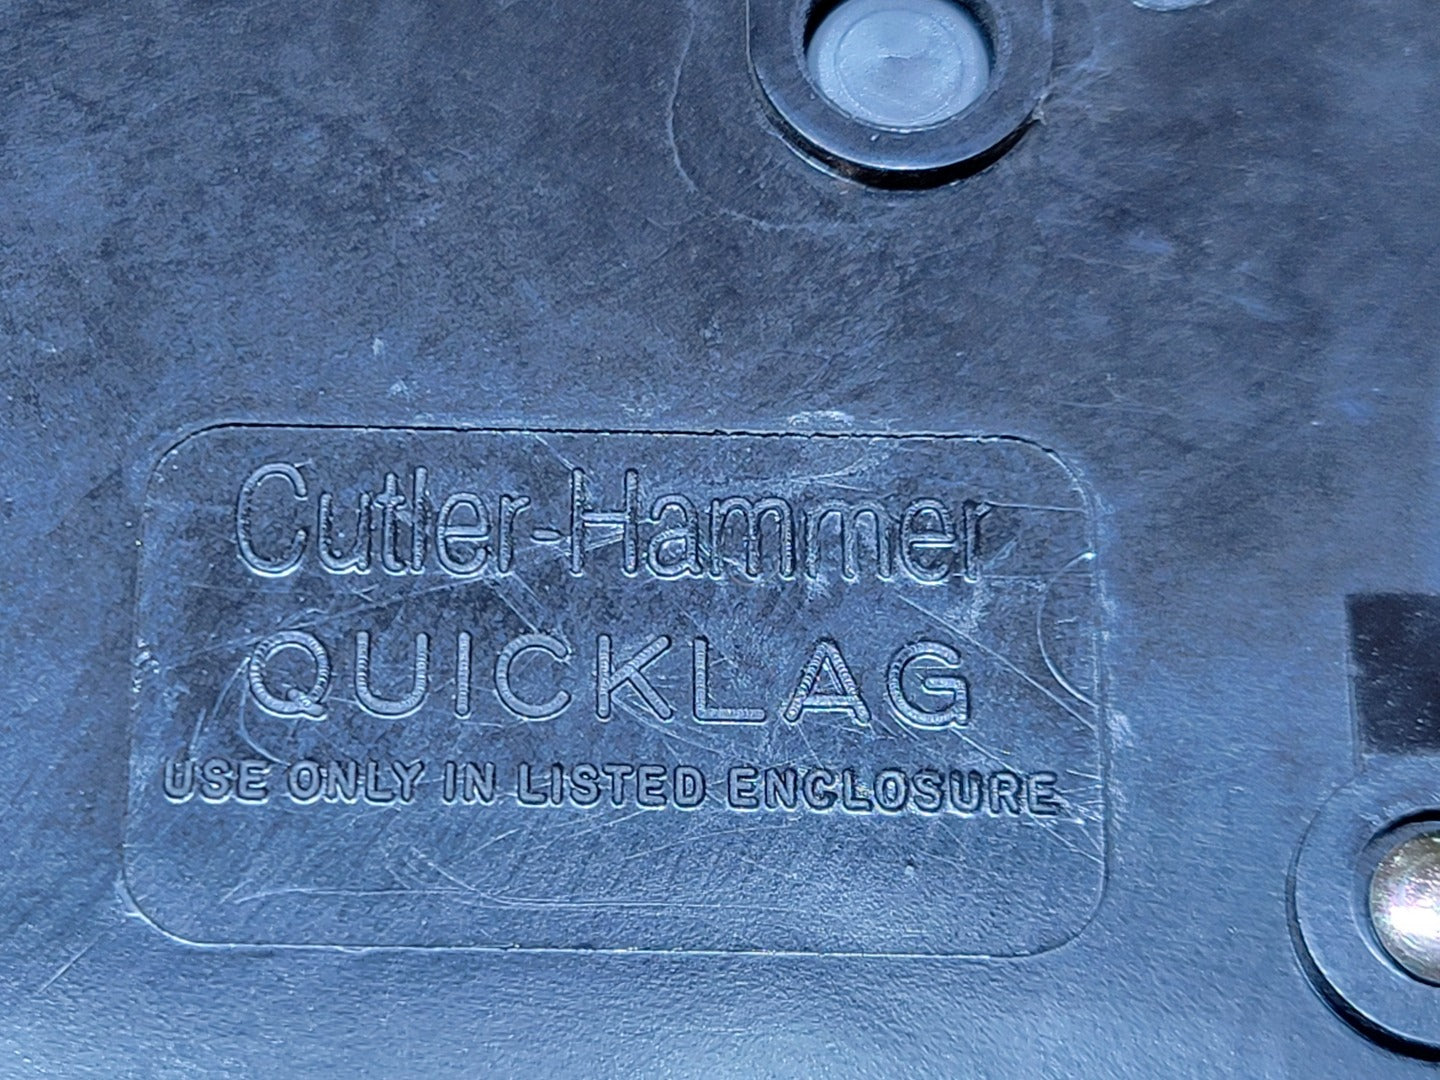 Cutler-Hammer
QUICKLAG
USE ONLY IN LISTED ENCLOSURE